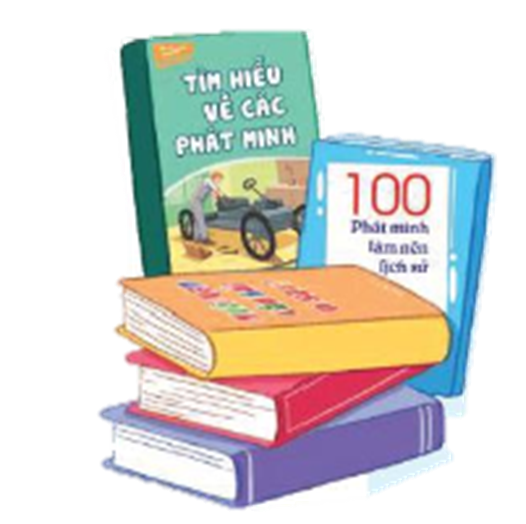 TÌM HIỂU
VỀ CÁC
PHÁT MINH
100
Phát minh
làm nên
lịch sử